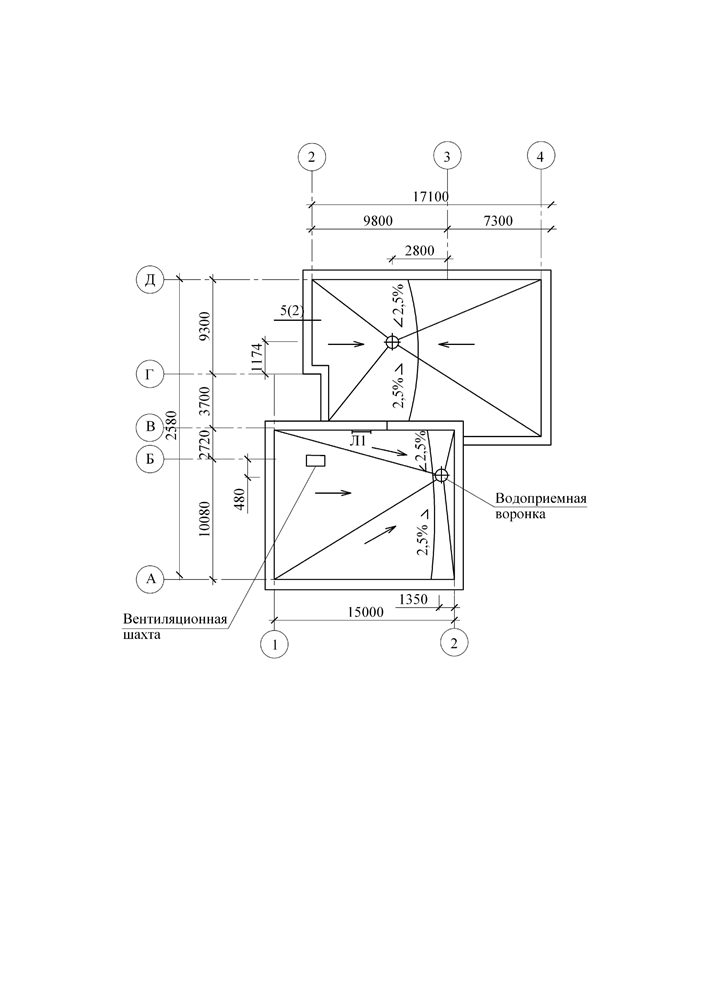 2
3
4
17100
9800
7300
2800
Д
5(2)
∠2,5%
9300
1174
Г
2,5%∠
3700
2580
В
Л1
∠2,5%
2720
Б
480
Водоприемная
воронка
2,5%∠
10080
А
1350
Вентиляционная
шахта
15000
1
2